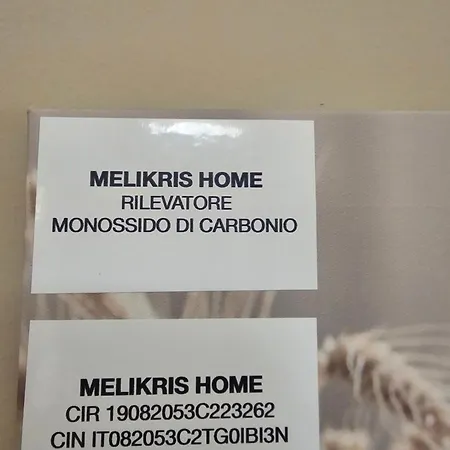 MELIKRIS HOME
RILEVATORE
MONOSSIDO DI CARBONIO
MELIKRIS HOME
CIR 19082053C223262
CIN IT082053C2TG0IBI3N